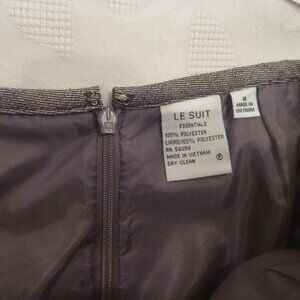 LE SUIT
ESSENTIALS
100% POLYESTER
LINING:100% POLYESTER
RN 56050
MADE IN VIETNAM
DRY CLEAN
P
8
MADE IN
VIETNAM